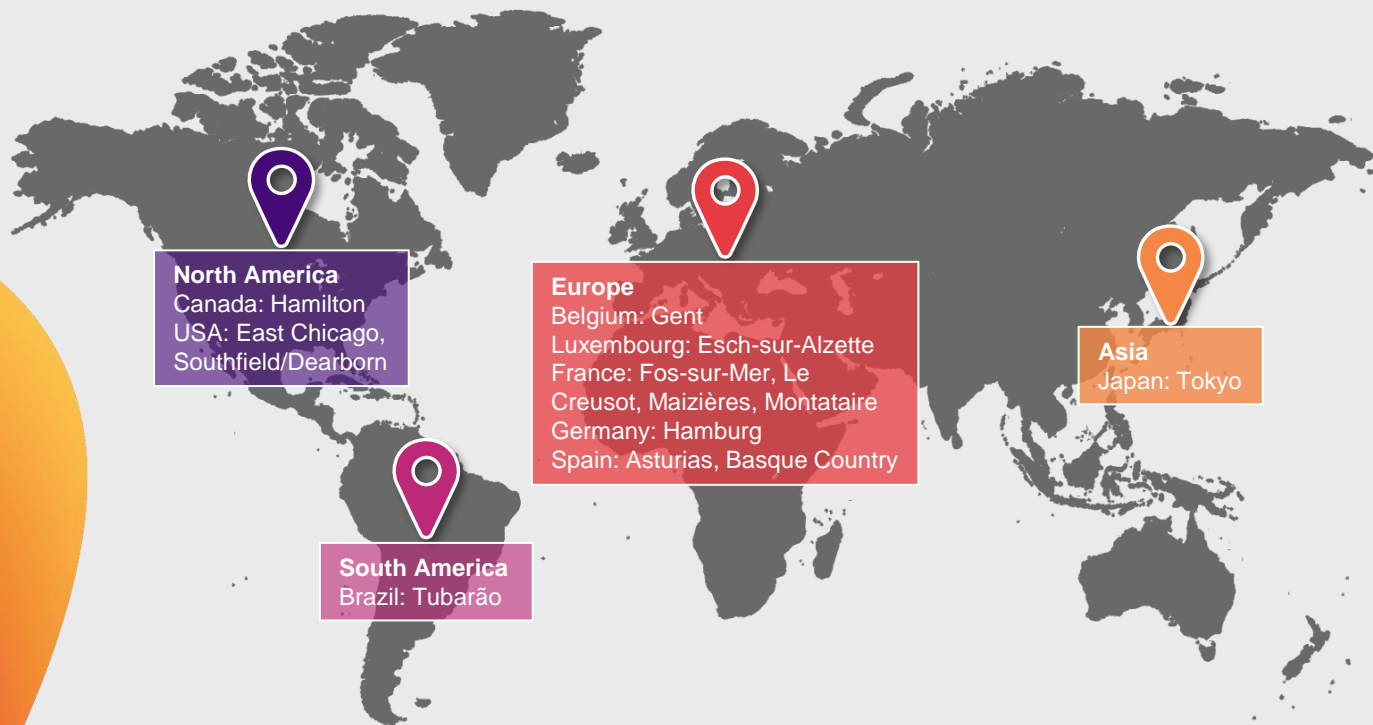 North America
Canada: Hamilton
USA: East Chicago,
Southfield/Dearborn
Europe
Belgium: Gent
Luxembourg: Esch-sur-Alzette
France: Fos-sur-Mer, Le
Creusot, Maizières, Montataire
Germany: Hamburg
Spain: Asturias, Basque Country
Asia
Japan: Tokyo
South America
Brazil: Tubarão